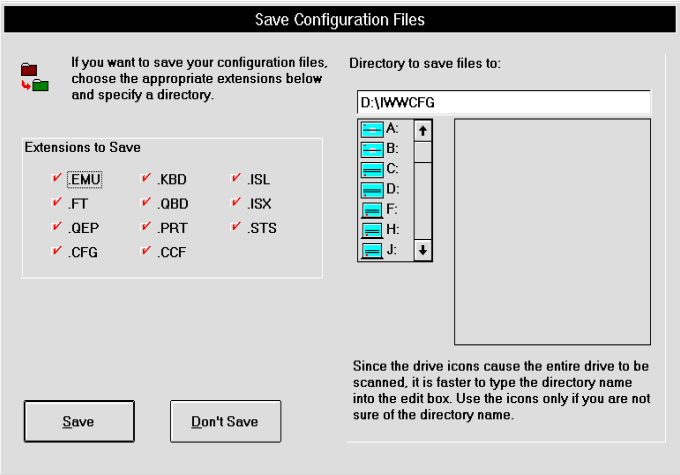 Save Configuration Files
If you want to save your configuration files,
choose the appropriate extensions below
and specify a directory.
Extensions to Save
.EMU .KBD .ISL
.FT .QBD .ISX
.QEP .PRT .STS
.CFG .CCF
Save Don't Save
Directory to save files to:
D:\IWWCFG
A:
B:
C:
D:
F:
H:
J:
Since the drive icons cause the entire drive to be
scanned, it is faster to type the directory name
into the edit box. Use the icons only if you are not
sure of the directory name.